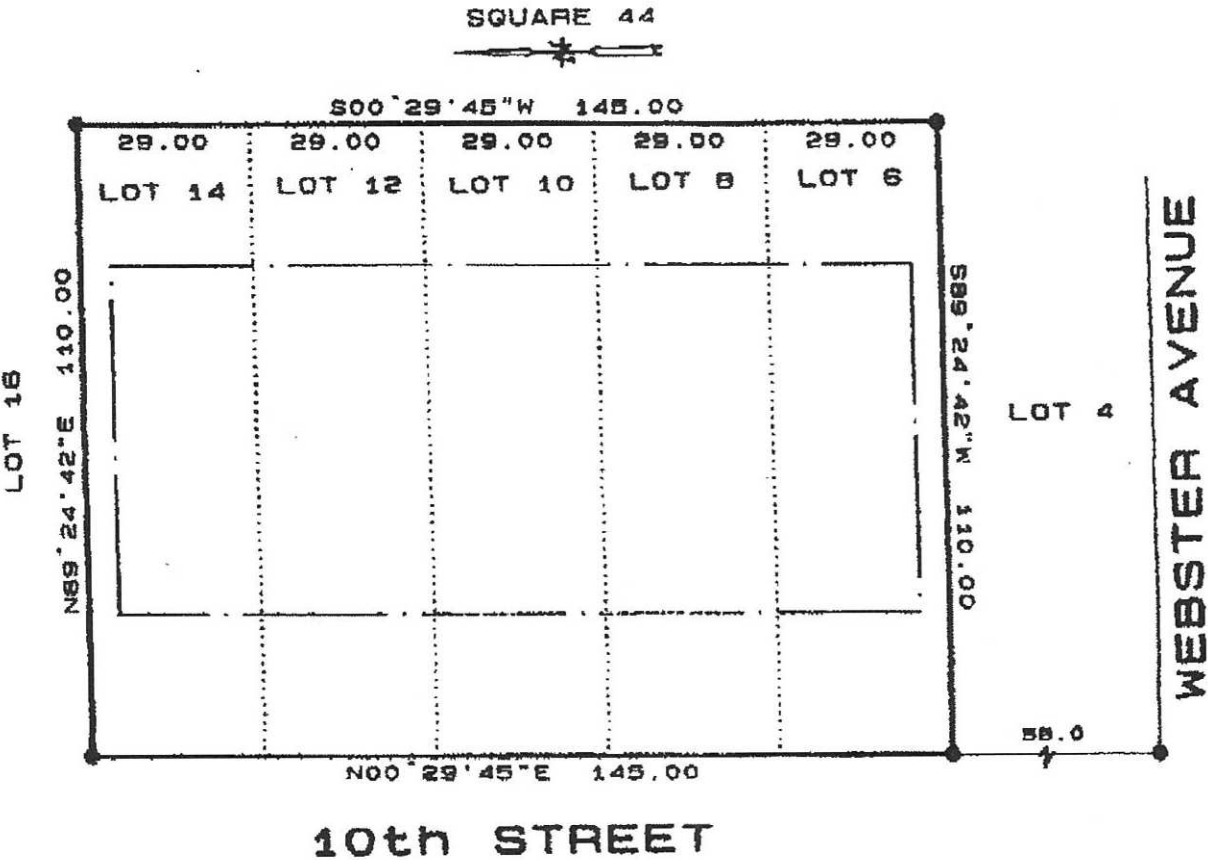 SQUARE 44
S00°29'45"W 145.00
29.00 29.00 29.00 29.00 29.00
LOT 14 LOT 12 LOT 10 LOT 8 LOT 6
LOT 16
N89°24'42"E 110.00
S89°24'42"W 110.00
LOT 4
WEBSTER AVENUE
58.0
N00°29'45"E 145.00
10th STREET